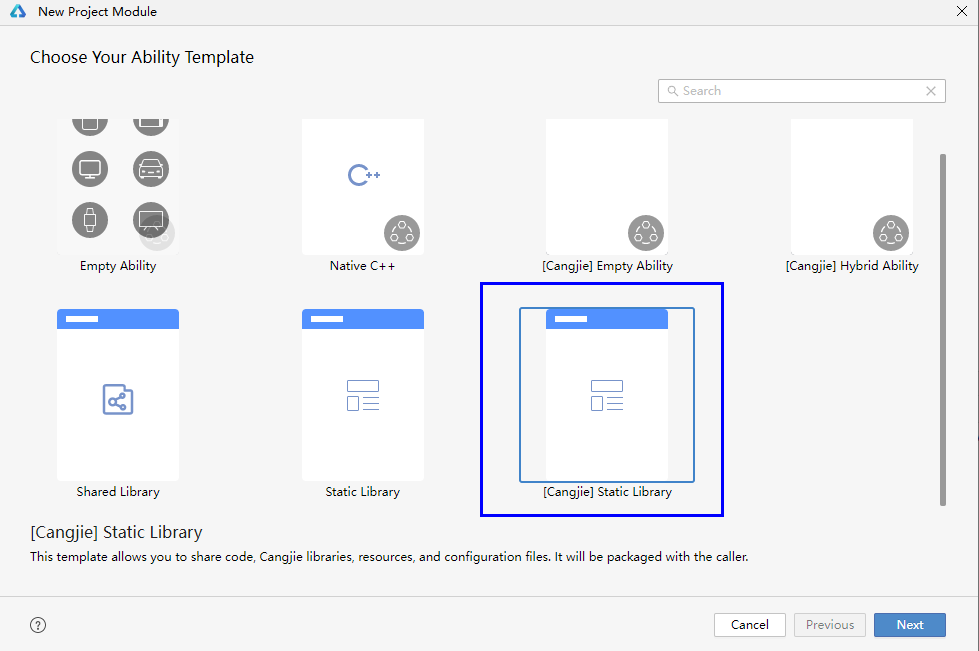 New Project Module
Choose Your Ability Template
Search
C++
Empty Ability
Native C++
[Cangjie] Empty Ability
[Cangjie] Hybrid Ability
Shared Library
Static Library
[Cangjie] Static Library
[Cangjie] Static Library
This template allows you to share code, Cangjie libraries, resources, and configuration files. It will be packaged with the caller.
?
Cancel
Previous
Next